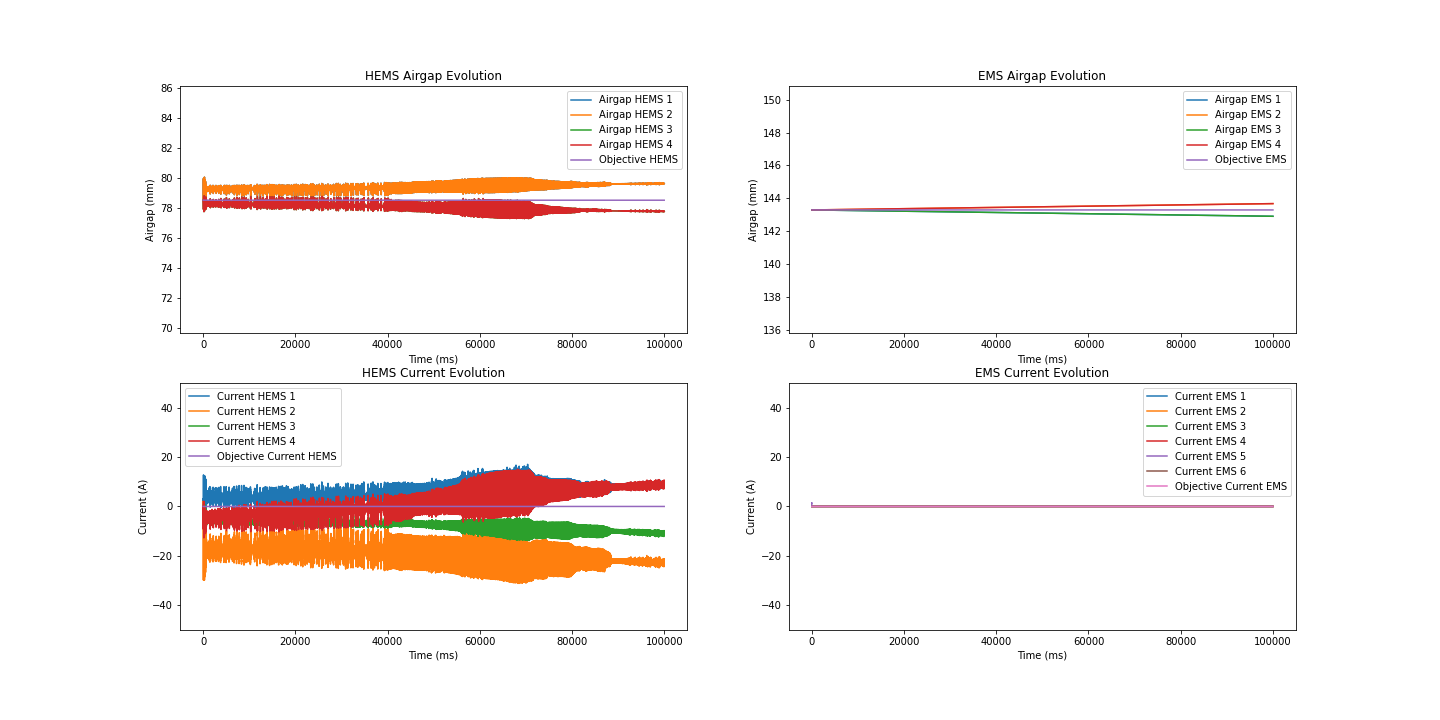 HEMS Airgap Evolution
Airgap (mm)
86
84
82
80
78
76
74
72
70
Airgap HEMS 1
Airgap HEMS 2
Airgap HEMS 3
Airgap HEMS 4
Objective HEMS
0 20000 40000 60000 80000 100000
Time (ms)
EMS Airgap Evolution
Airgap (mm)
150
148
146
144
142
140
138
136
Airgap EMS 1
Airgap EMS 2
Airgap EMS 3
Airgap EMS 4
Objective EMS
0 20000 40000 60000 80000 100000
Time (ms)
HEMS Current Evolution
Current (A)
40
20
0
−20
−40
Current HEMS 1
Current HEMS 2
Current HEMS 3
Current HEMS 4
Objective Current HEMS
0 20000 40000 60000 80000 100000
Time (ms)
EMS Current Evolution
Current (A)
40
20
0
−20
−40
Current EMS 1
Current EMS 2
Current EMS 3
Current EMS 4
Current EMS 5
Current EMS 6
Objective Current EMS
0 20000 40000 60000 80000 100000
Time (ms)